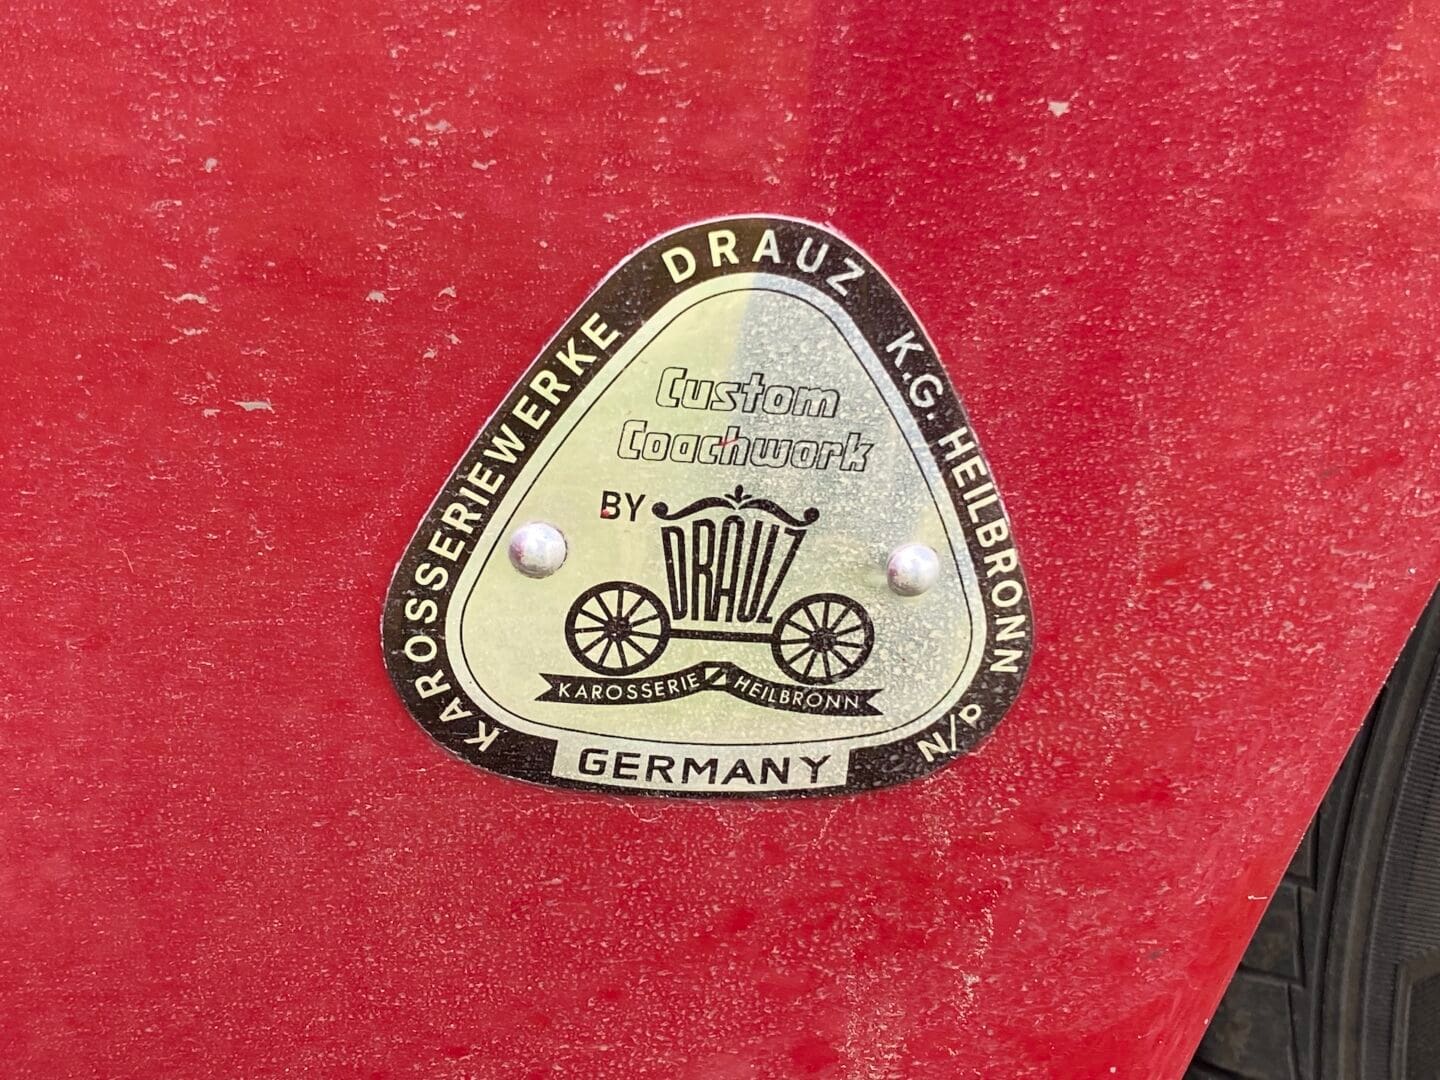 KAROSSERIEWERKE DRAUZ K.G. HEILBRONN N/P
Custom
Coachwork
BY DRAUZ
KAROSSERIE HEILBRONN
GERMANY